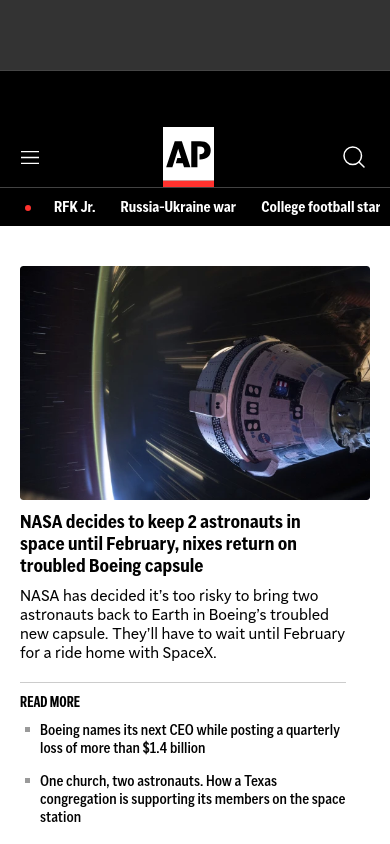 AP
RFK Jr. Russia-Ukraine war College football star
NASA decides to keep 2 astronauts in
space until February, nixes return on
troubled Boeing capsule
NASA has decided it’s too risky to bring two
astronauts back to Earth in Boeing’s troubled
new capsule. They’ll have to wait until February
for a ride home with SpaceX.
READ MORE
Boeing names its next CEO while posting a quarterly
loss of more than $1.4 billion
One church, two astronauts. How a Texas
congregation is supporting its members on the space
station